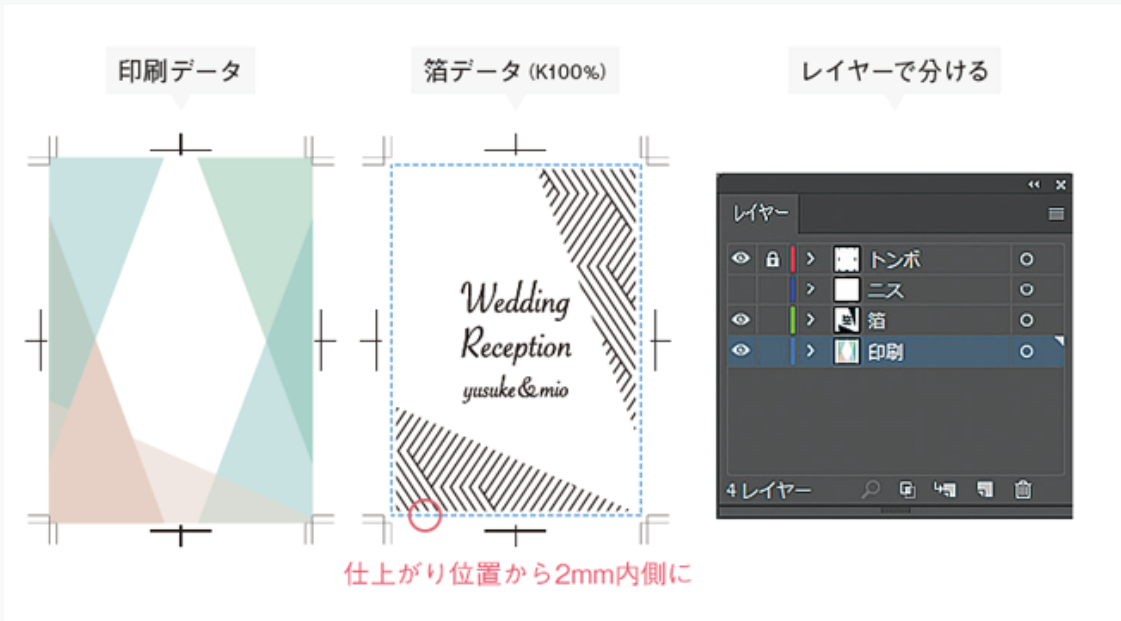 印刷データ
箔データ(K100%)
レイヤーで分ける
Wedding
Reception
yusuke&mio
レイヤー
トンボ
ニス
箔
印刷
4 レイヤー
仕上がり位置から2mm内側に